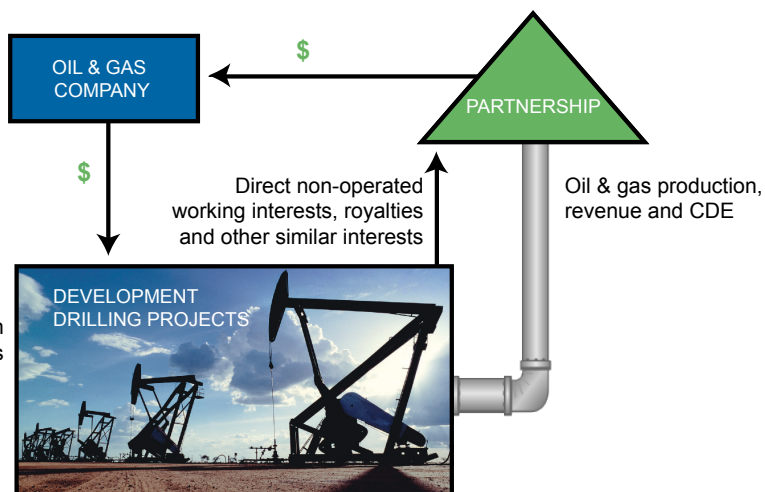 $
OIL & GAS
COMPANY
PARTNERSHIP
$
Direct non-operated
working interests, royalties
and other similar interests
Oil & gas production,
revenue and CDE
DEVELOPMENT
DRILLING PROJECTS